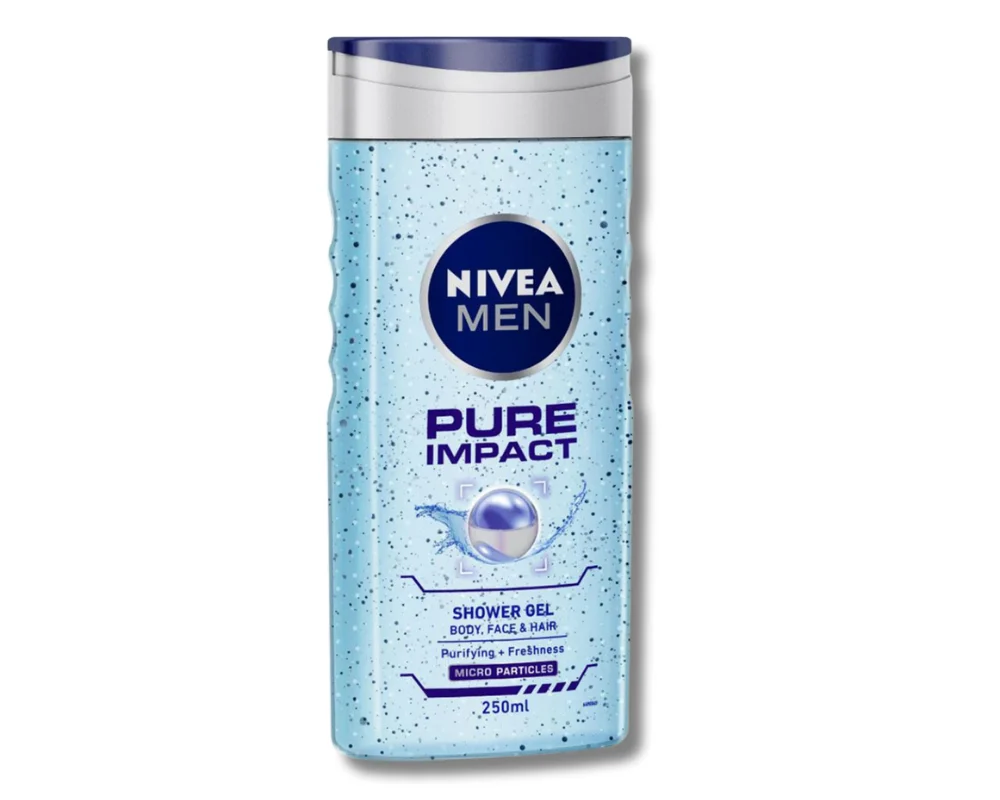 NIVEA
MEN
PURE
IMPACT
SHOWER GEL
BODY, FACE & HAIR
Purifying + Freshness
MICRO PARTICLES
250ml